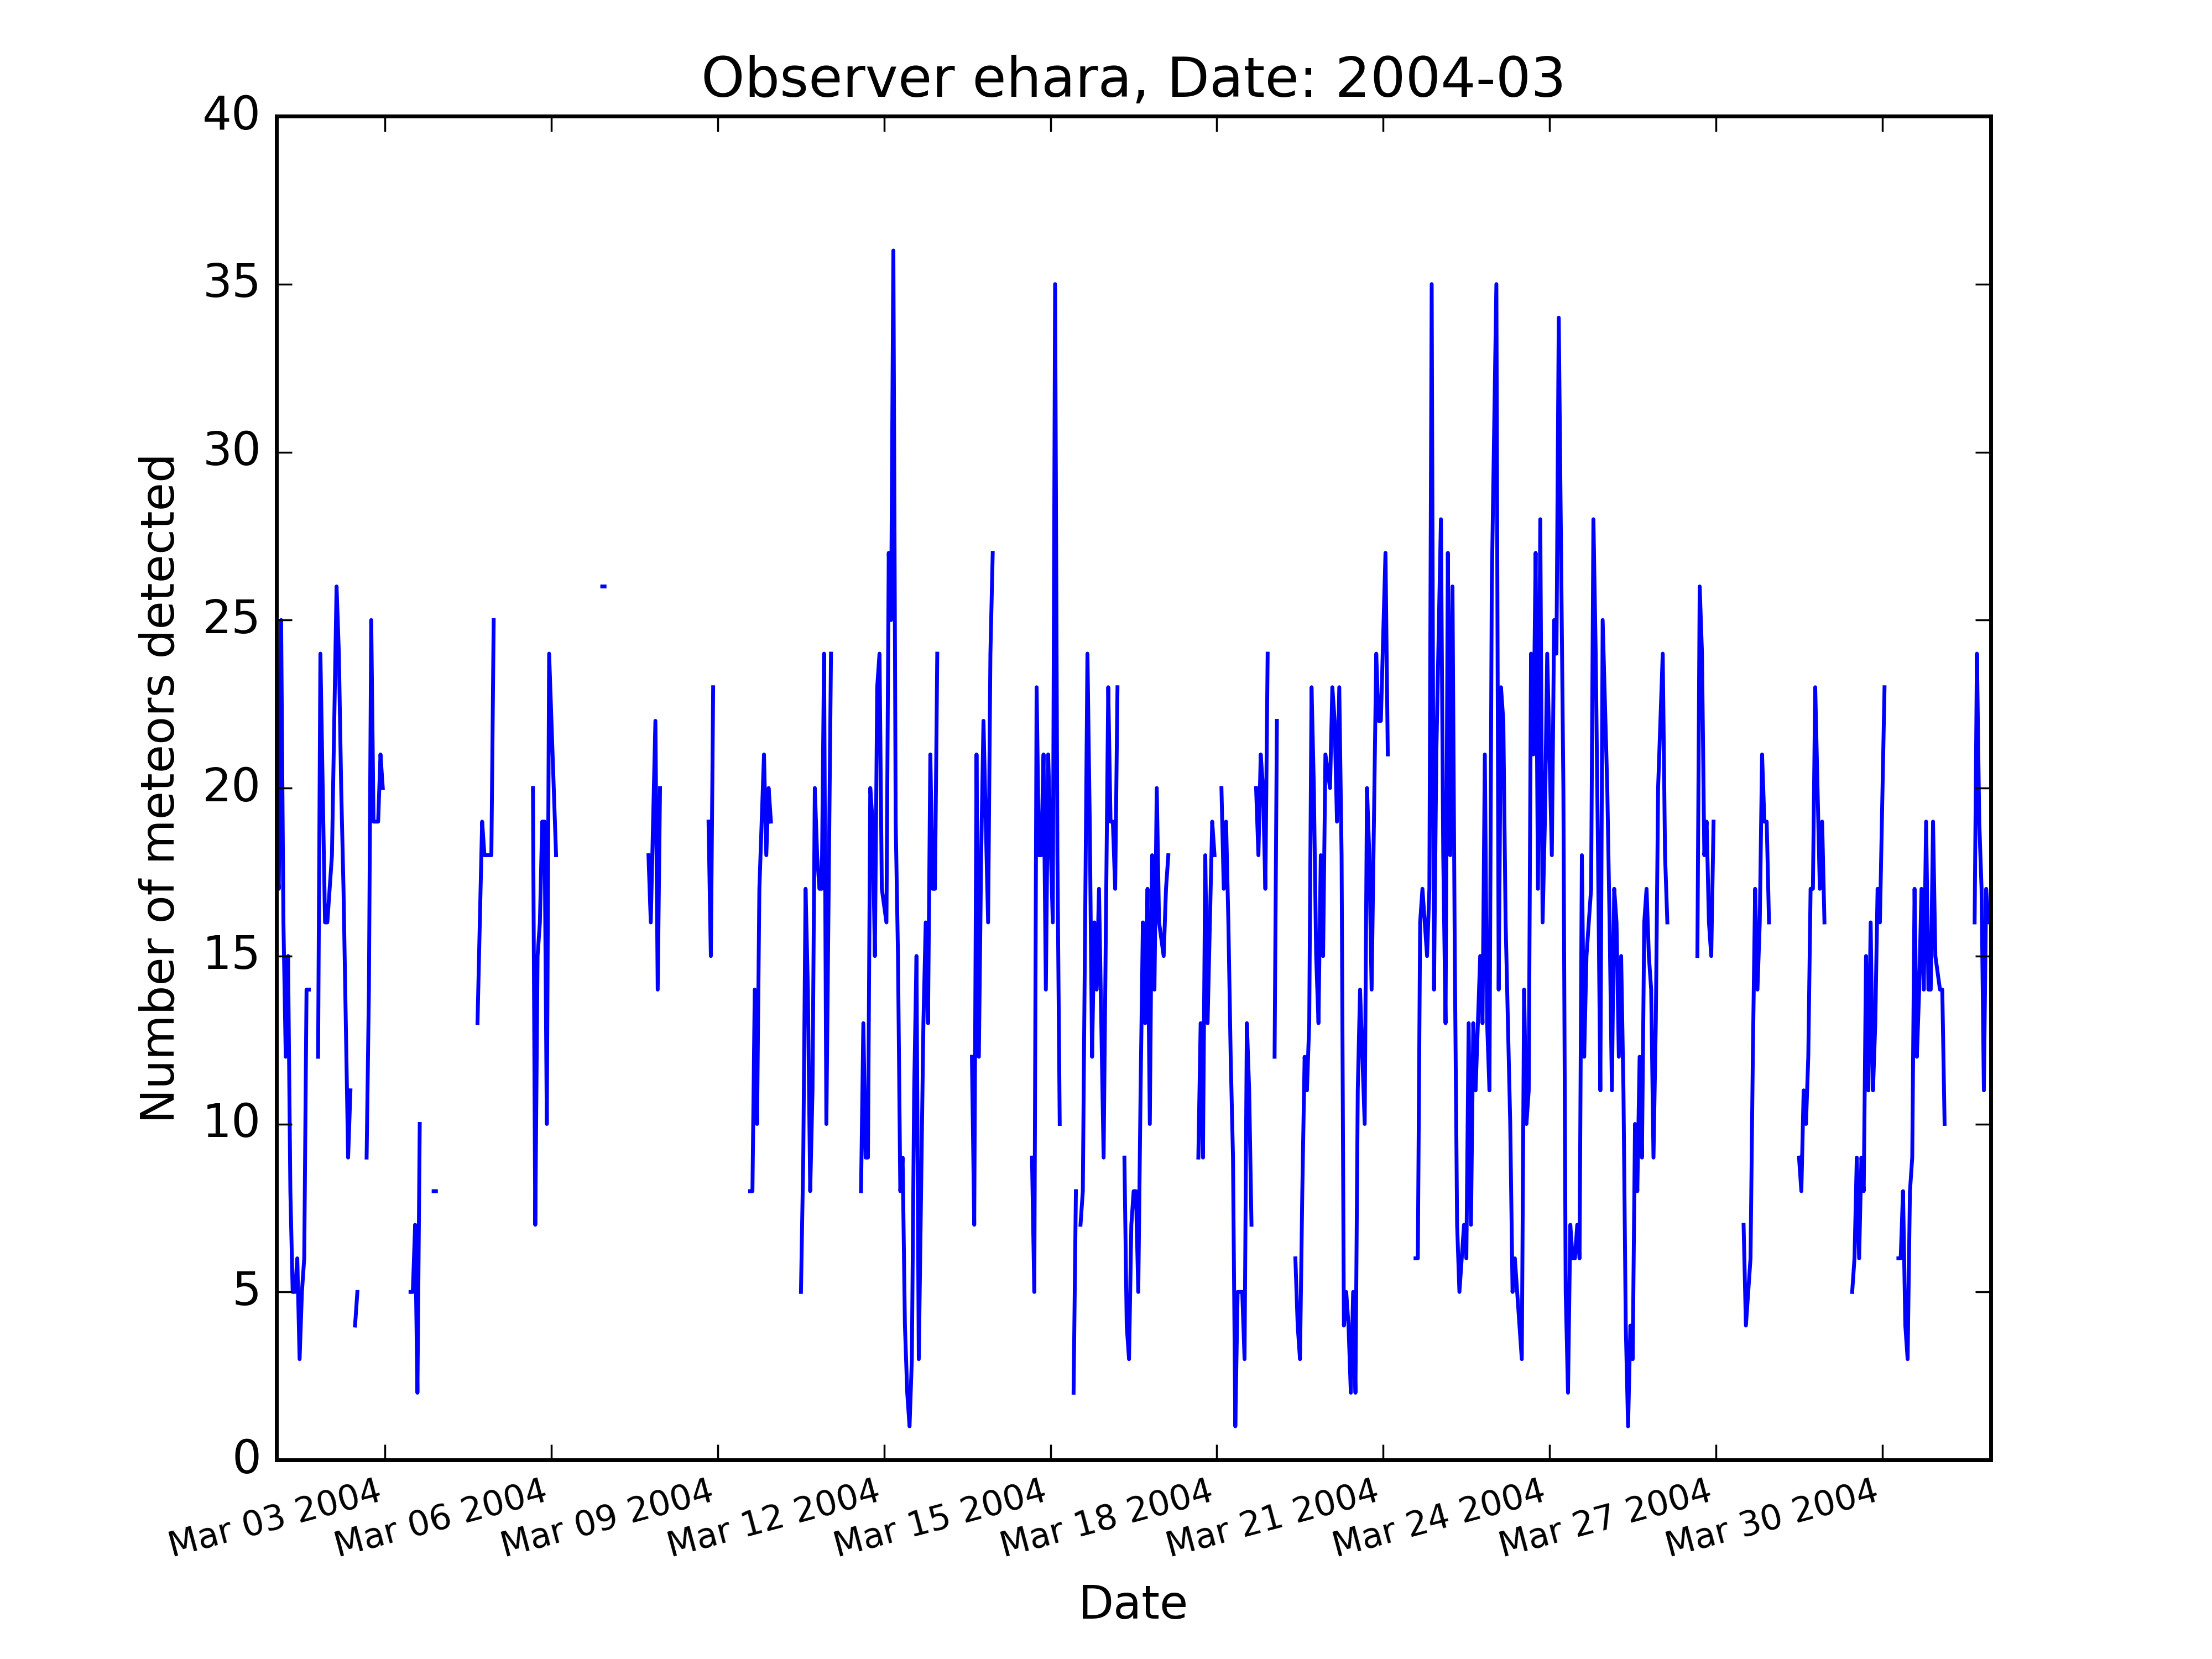 Observer ehara, Date: 2004-03
Number of meteors detected
40
35
30
25
20
15
10
5
0
Mar 03 2004
Mar 06 2004
Mar 09 2004
Mar 12 2004
Mar 15 2004
Mar 18 2004
Mar 21 2004
Mar 24 2004
Mar 27 2004
Mar 30 2004
Date